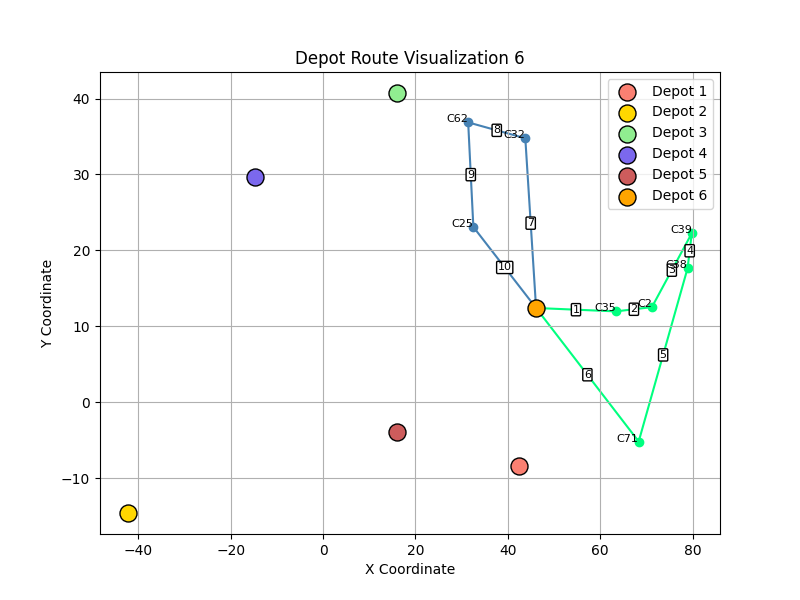 Depot Route Visualization 6
Depot 1
Depot 2
Depot 3
Depot 4
Depot 5
Depot 6
C62
8
C32
9
7
C25
10
C39
4
C38
3
1
C35
2
C2
5
6
C71
40
30
20
10
0
−10
Y Coordinate
−40
−20
0
20
40
60
80
X Coordinate